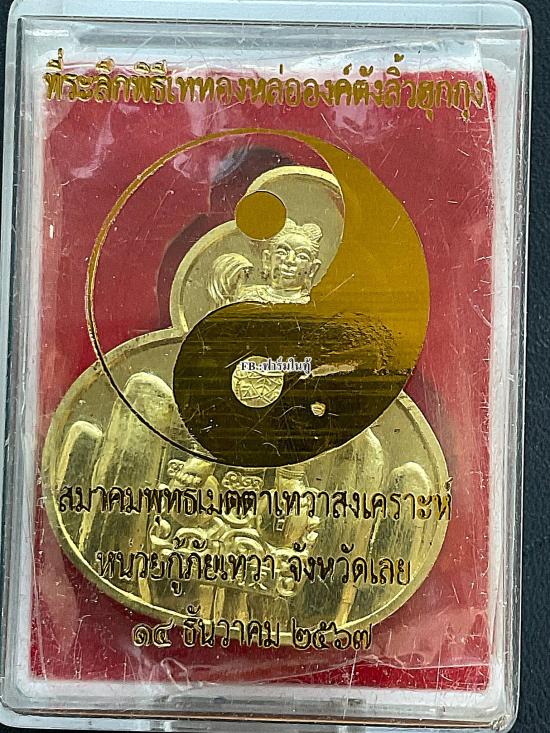 ที่ระลึกพิธีเททองหล่อองค์ตังสิ้วฮุกกุง
FB.:ฟาร์มในทู้
สมาคมพุทธเมตตาเทวาสงเคราะห์
หน่วยกู้ภัยเทวา จังหวัดเลย
๑๔ ธันวาคม ๒๕๖๗